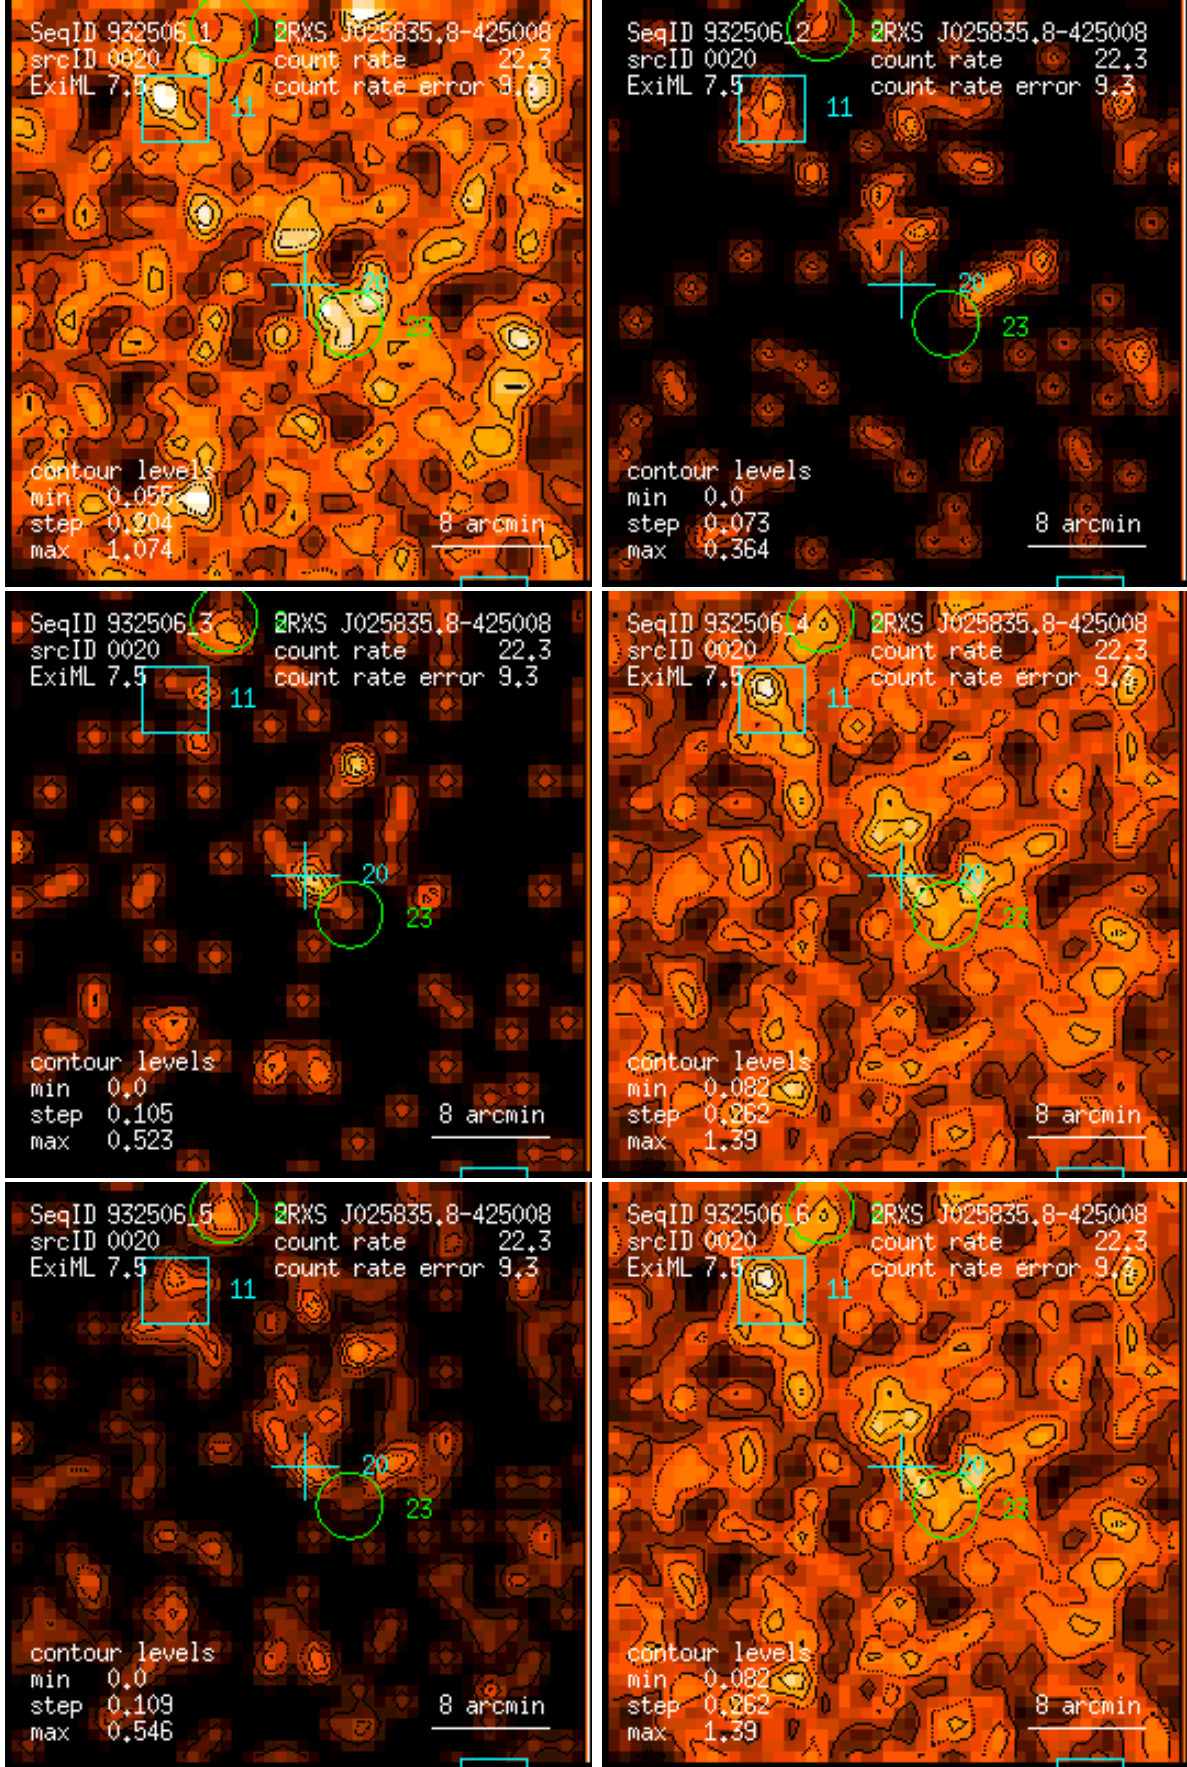 SeqID 932506_1 2RXS J025835.8-425008
srcID 0020 count rate 22.3
ExiML 7.5 count rate error 9.3
11
20
23
contour levels
min 0.055
step 0.204 8 arcmin
max 1.074
SeqID 932506_2 2RXS J025835.8-425008
srcID 0020 count rate 22.3
ExiML 7.5 count rate error 9.3
11
20
23
contour levels
min 0.0
step 0.073 8 arcmin
max 0.364
SeqID 932506_3 2RXS J025835.8-425008
srcID 0020 count rate 22.3
ExiML 7.5 count rate error 9.3
11
20
23
contour levels
min 0.0
step 0.105 8 arcmin
max 0.523
SeqID 932506_4 2RXS J025835.8-425008
srcID 0020 count rate 22.3
ExiML 7.5 count rate error 9.3
11
20
23
contour levels
min 0.082
step 0.262 8 arcmin
max 1.39
SeqID 932506_5 2RXS J025835.8-425008
srcID 0020 count rate 22.3
ExiML 7.5 count rate error 9.3
11
20
23
contour levels
min 0.0
step 0.109 8 arcmin
max 0.546
SeqID 932506_6 2RXS J025835.8-425008
srcID 0020 count rate 22.3
ExiML 7.5 count rate error 9.3
11
20
23
contour levels
min 0.082
step 0.262 8 arcmin
max 1.39